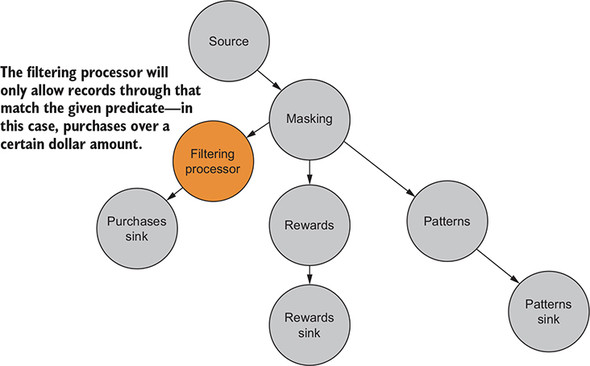 Source
The filtering processor will
only allow records through that
match the given predicate—in
this case, purchases over a
certain dollar amount.
Masking
Filtering
processor
Purchases
sink
Rewards
Patterns
Rewards
sink
Patterns
sink